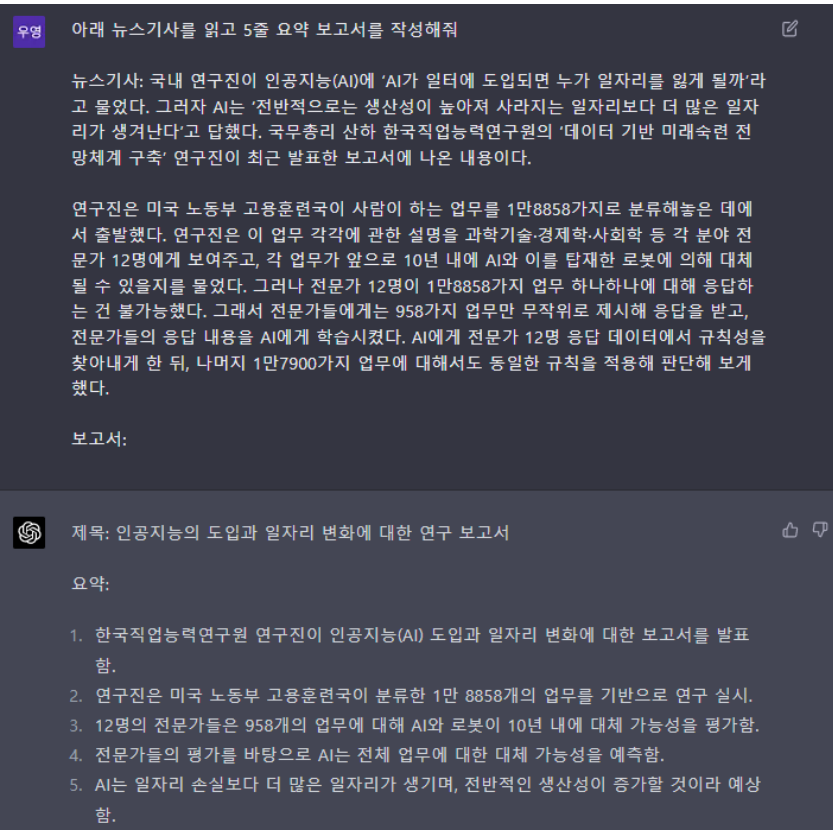 우영
아래 뉴스기사를 읽고 5줄 요약 보고서를 작성해줘
뉴스기사: 국내 연구진이 인공지능(AI)에 ‘AI가 일터에 도입되면 누가 일자리를 잃게 될까’라
고 물었다. 그러자 AI는 ‘전반적으로는 생산성이 높아져 사라지는 일자리보다 더 많은 일자
리가 생겨난다’고 답했다. 국무총리 산하 한국직업능력연구원의 ‘데이터 기반 미래숙련 전
망체계 구축’ 연구진이 최근 발표한 보고서에 나온 내용이다.
연구진은 미국 노동부 고용훈련국이 사람이 하는 업무를 1만8858가지로 분류해놓은 데에
서 출발했다. 연구진은 이 업무 각각에 관한 설명을 과학기술·경제학·사회학 등 각 분야 전
문가 12명에게 보여주고, 각 업무가 앞으로 10년 내에 AI와 이를 탑재한 로봇에 의해 대체
될 수 있을지를 물었다. 그러나 전문가 12명이 1만8858가지 업무 하나하나에 대해 응답하
는 건 불가능했다. 그래서 전문가들에게는 958가지 업무만 무작위로 제시해 응답을 받고,
전문가들의 응답 내용을 AI에게 학습시켰다. AI에게 전문가 12명 응답 데이터에서 규칙성을
찾아내게 한 뒤, 나머지 1만7900가지 업무에 대해서도 동일한 규칙을 적용해 판단해 보게
했다.
보고서:
제목: 인공지능의 도입과 일자리 변화에 대한 연구 보고서
요약:
1. 한국직업능력연구원 연구진이 인공지능(AI) 도입과 일자리 변화에 대한 보고서를 발표
함.
2. 연구진은 미국 노동부 고용훈련국이 분류한 1만 8858개의 업무를 기반으로 연구 실시.
3. 12명의 전문가들은 958개의 업무에 대해 AI와 로봇이 10년 내에 대체 가능성을 평가함.
4. 전문가들의 평가를 바탕으로 AI는 전체 업무에 대한 대체 가능성을 예측함.
5. AI는 일자리 손실보다 더 많은 일자리가 생기며, 전반적인 생산성이 증가할 것이라 예상
함.